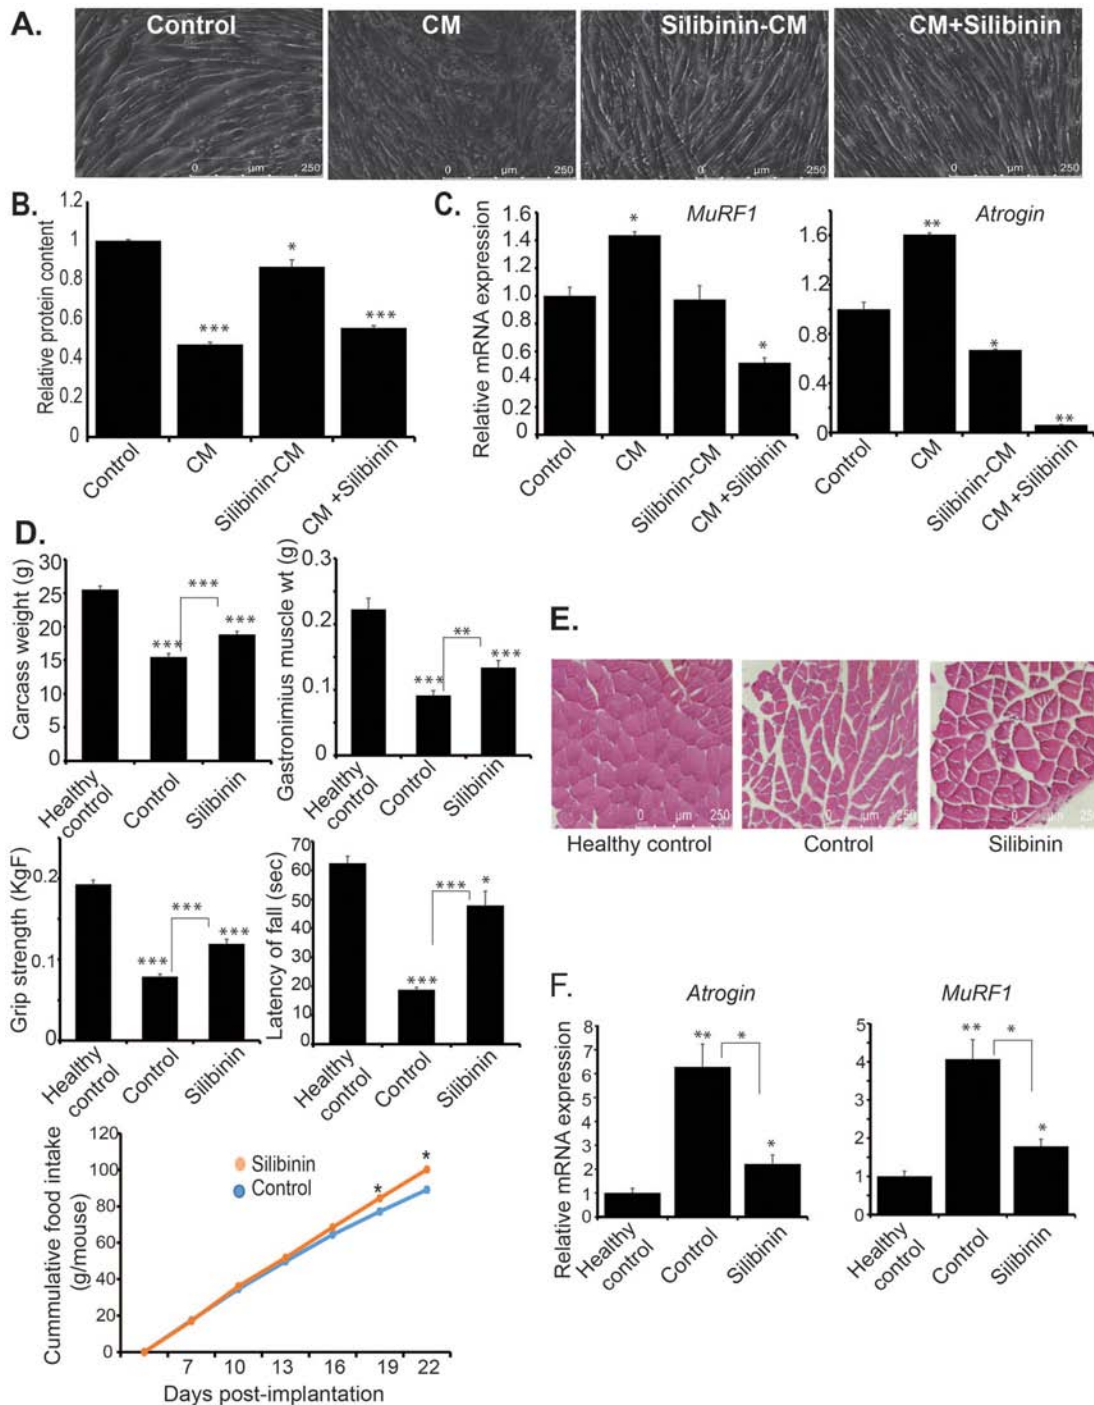 A.
Control
CM
Silibinin-CM
CM+Silibinin
0 µm 250
0 µm 250
0 µm 250
0 µm 250
B.
Relative protein content
1.2
1
0.8
0.6
0.4
0.2
0
***
*
***
Control
CM
Silibinin-CM
CM +Silibinin
C.
MuRF1
Relative mRNA expression
1.6
1.4
1.2
1.0
0.8
0.6
0.4
0.2
0
*
*
Control
CM
Silibinin-CM
CM +Silibinin
Atrogin
1.6
1.2
0.8
0.4
0
**
*
**
Control
CM
Silibinin-CM
CM +Silibinin
D.
Carcass weight (g)
30
25
20
15
10
5
0
***
***
***
Healthy
control
Control
Silibinin
Gastronimius muscle wt (g)
0.3
0.2
0.1
0
***
**
***
Healthy
control
Control
Silibinin
Grip strength (KgF)
0.2
0.1
0
***
***
***
Healthy
control
Control
Silibinin
Latency of fall (sec)
70
60
50
40
30
20
10
0
***
***
*
Healthy
control
Control
Silibinin
Cummulative food intake
(g/mouse)
120
100
80
60
40
20
0
Silibinin
Control
*
*
7 10 13 16 19 22
Days post-implantation
E.
0 µm 250
0 µm 250
0 µm 250
Healthy control
Control
Silibinin
F.
Atrogin
Relative mRNA expression
8
7
6
5
4
3
2
1
0
**
*
*
Healthy
control
Control
Silibinin
MuRF1
5
4
3
2
1
0
**
*
*
Healthy
control
Control
Silibinin